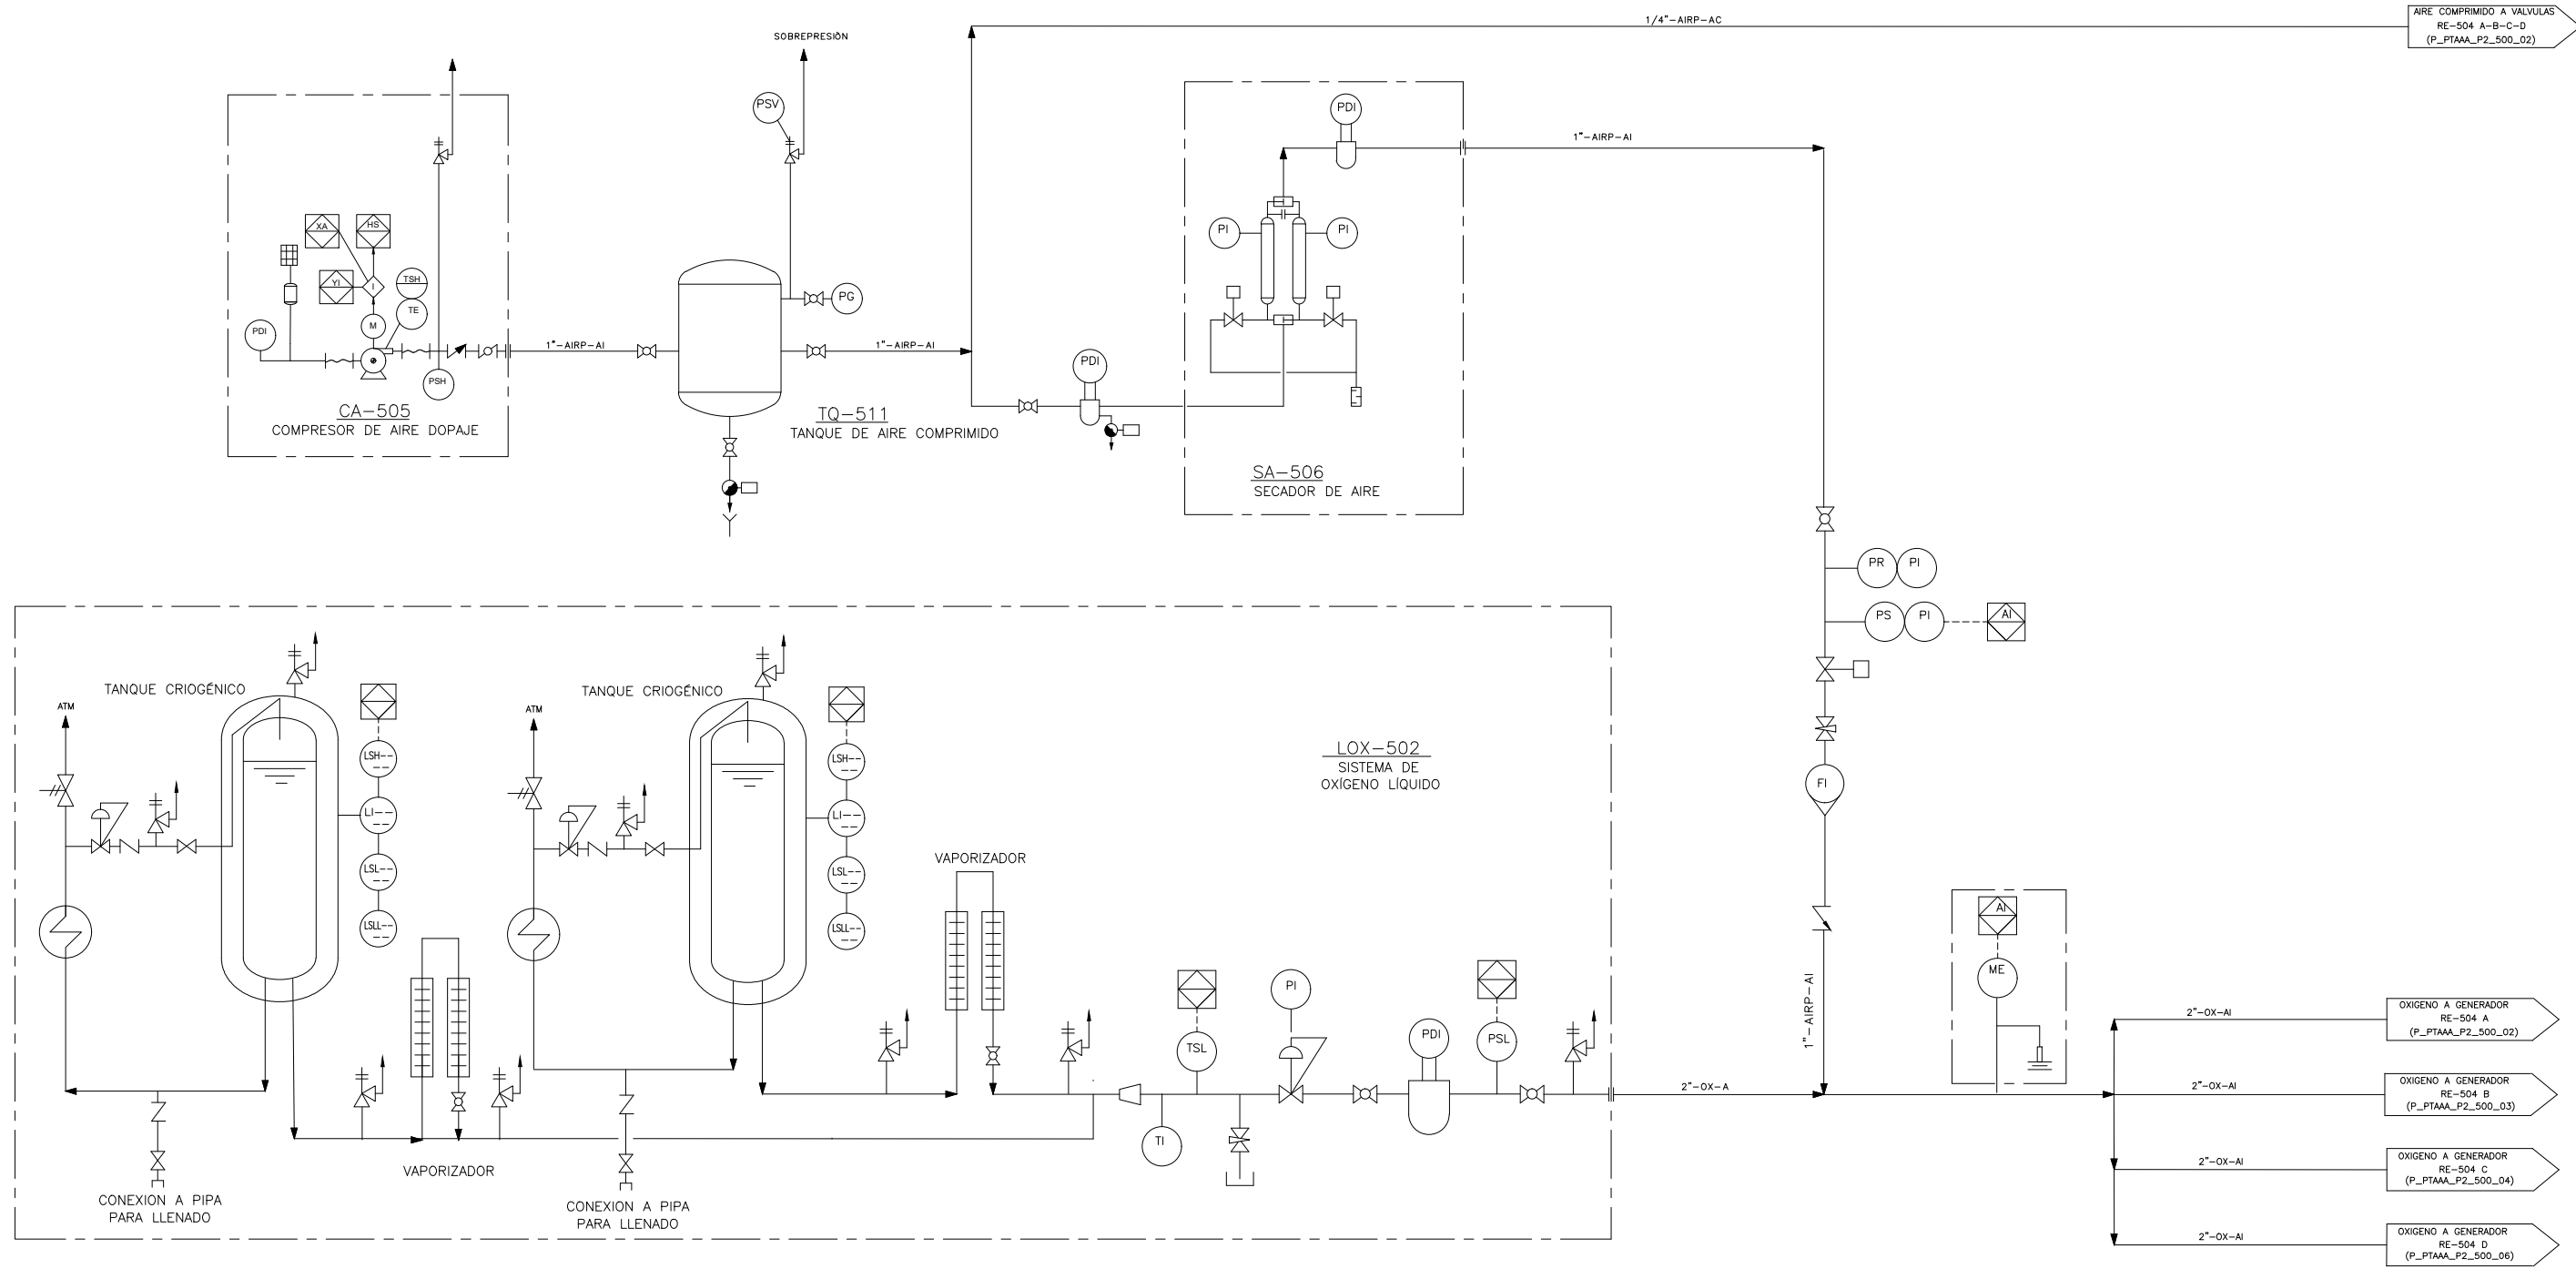 1/4"-AIRP-AC
AIRE COMPRIMIDO A VALVULAS
RE-504 A-B-C-D
(P_PTAAA_P2_500_02)
SOBREPRESIÒN
PSV
PG
XA
HS
YI
I
TSH
TE
M
PDI
PSH
CA-505
COMPRESOR DE AIRE DOPAJE
1"-AIRP-AI
1"-AIRP-AI
TQ-511
TANQUE DE AIRE COMPRIMIDO
PDI
PDI
PI
PI
1"-AIRP-AI
SA-506
SECADOR DE AIRE
PR
PI
PS
PI
AI
FI
1"-AIRP-AI
TANQUE CRIOGÉNICO
ATM
LSH--
--
LI--
--
LSL--
--
LSLL--
--
TANQUE CRIOGÉNICO
ATM
LSH--
--
LI--
--
LSL--
--
LSLL--
--
LOX-502
SISTEMA DE
OXÍGENO LÍQUIDO
VAPORIZADOR
VAPORIZADOR
CONEXION A PIPA
PARA LLENADO
CONEXION A PIPA
PARA LLENADO
TSL
TI
PI
PDI
PSL
2"-OX-A
AI
ME
2"-OX-AI
OXIGENO A GENERADOR
RE-504 A
(P_PTAAA_P2_500_02)
2"-OX-AI
OXIGENO A GENERADOR
RE-504 B
(P_PTAAA_P2_500_03)
2"-OX-AI
OXIGENO A GENERADOR
RE-504 C
(P_PTAAA_P2_500_04)
2"-OX-AI
OXIGENO A GENERADOR
RE-504 D
(P_PTAAA_P2_500_06)